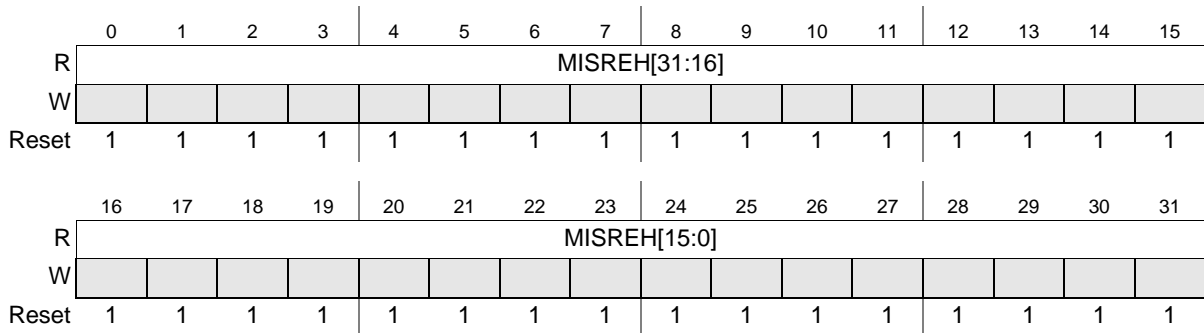 0 1 2 3 4 5 6 7 8 9 10 11 12 13 14 15
R MISREH[31:16]
W
Reset 1 1 1 1 1 1 1 1 1 1 1 1 1 1 1 1
16 17 18 19 20 21 22 23 24 25 26 27 28 29 30 31
R MISREH[15:0]
W
Reset 1 1 1 1 1 1 1 1 1 1 1 1 1 1 1 1